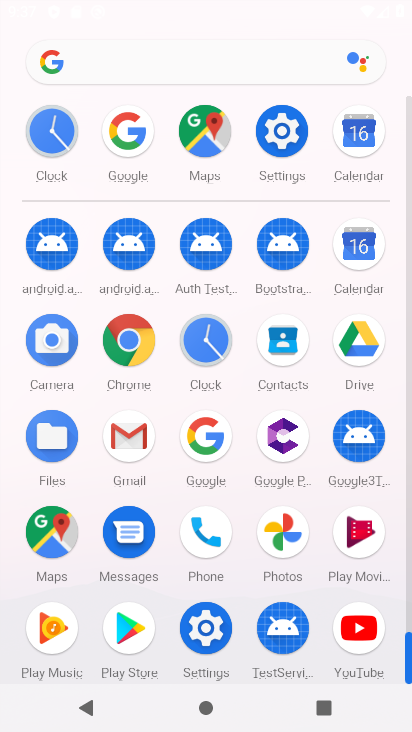 Clock Google Maps Settings Calendar
16
android.a... android.a... Auth Test... Bootstra... Calendar
16
Camera Chrome Clock Contacts Drive
Files Gmail Google Google P... Google3T...
Maps Messages Phone Photos Play Movi...
Play Music Play Store Settings TestServi... YouTube